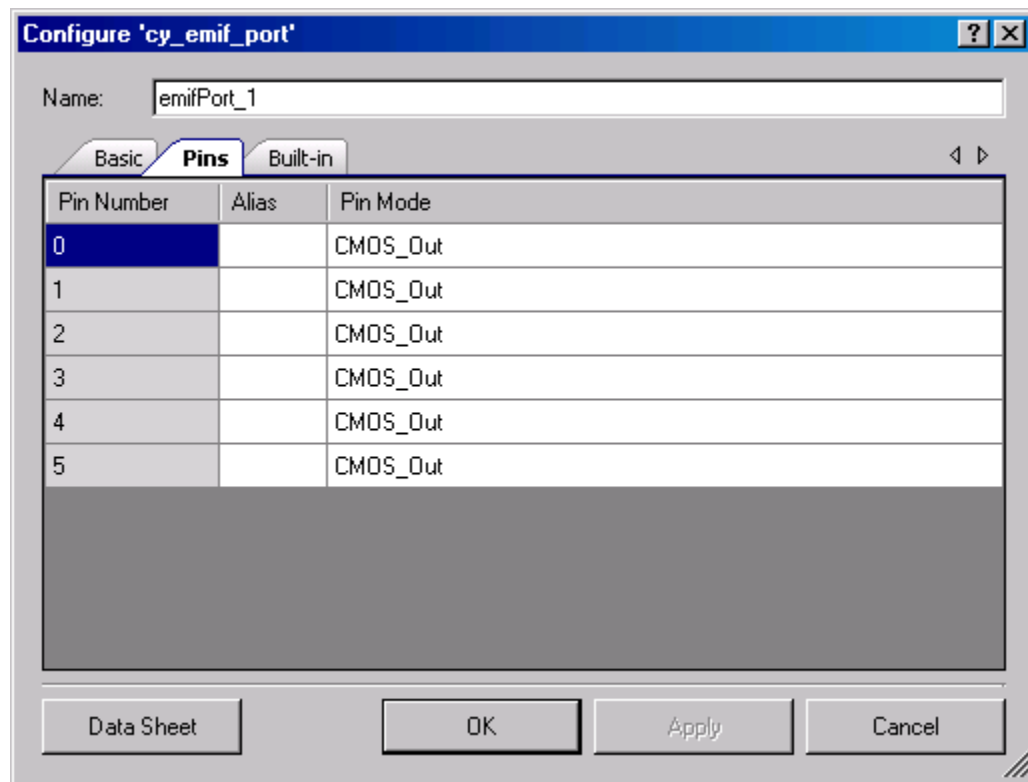 Configure 'cy_emif_port'
Name: emifPort_1
Basic Pins Built-in
Pin Number Alias Pin Mode
0 CMOS_Out
1 CMOS_Out
2 CMOS_Out
3 CMOS_Out
4 CMOS_Out
5 CMOS_Out
Data Sheet OK Apply Cancel